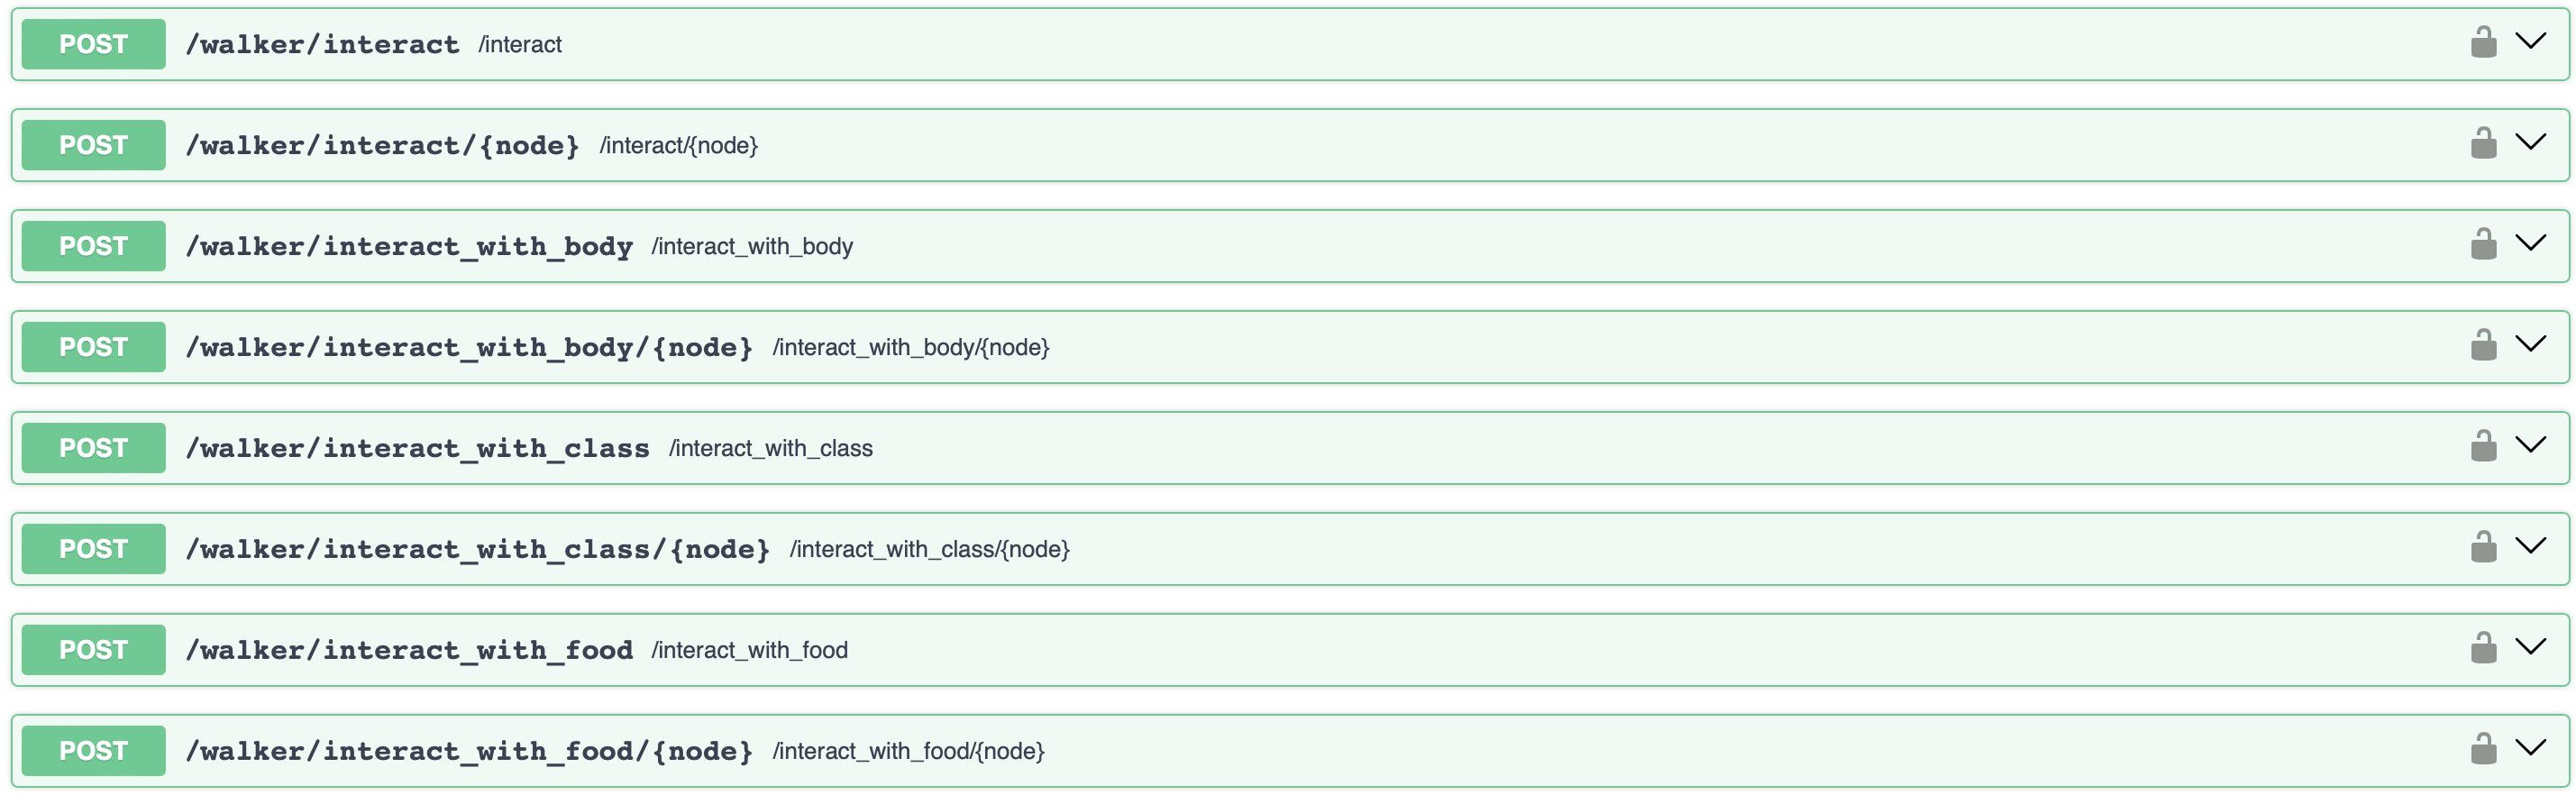 POST /walker/interact /interact
POST /walker/interact/{node} /interact/{node}
POST /walker/interact_with_body /interact_with_body
POST /walker/interact_with_body/{node} /interact_with_body/{node}
POST /walker/interact_with_class /interact_with_class
POST /walker/interact_with_class/{node} /interact_with_class/{node}
POST /walker/interact_with_food /interact_with_food
POST /walker/interact_with_food/{node} /interact_with_food/{node}